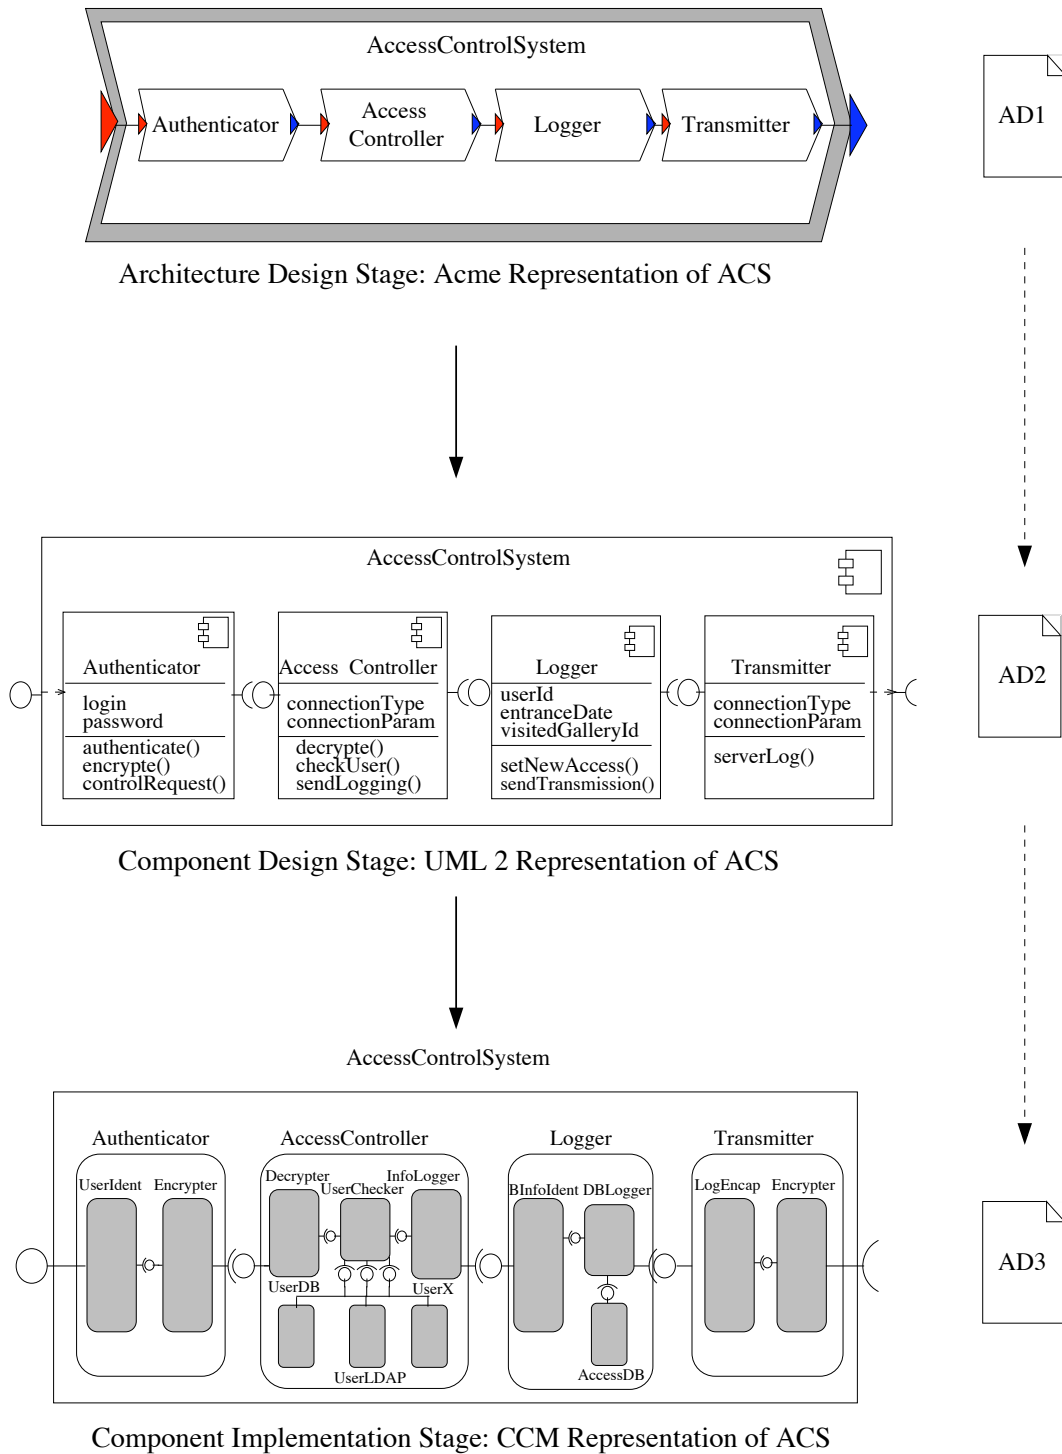 AccessControlSystem
Authenticator
Access
Controller
Logger
Transmitter
AD1
Architecture Design Stage: Acme Representation of ACS
AccessControlSystem
Authenticator
login
password
authenticate()
encrypte()
controlRequest()
Access Controller
connectionType
connectionParam
decrypte()
checkUser()
sendLogging()
Logger
userId
entranceDate
visitedGalleryId
setNewAccess()
sendTransmission()
Transmitter
connectionType
connectionParam
serverLog()
AD2
Component Design Stage: UML 2 Representation of ACS
AccessControlSystem
Authenticator
UserIdent
Encrypter
AccessController
Decrypter
UserChecker
InfoLogger
UserDB
UserX
UserLDAP
Logger
BInfoIdent
DBLogger
AccessDB
Transmitter
LogEncap
Encrypter
AD3
Component Implementation Stage: CCM Representation of ACS